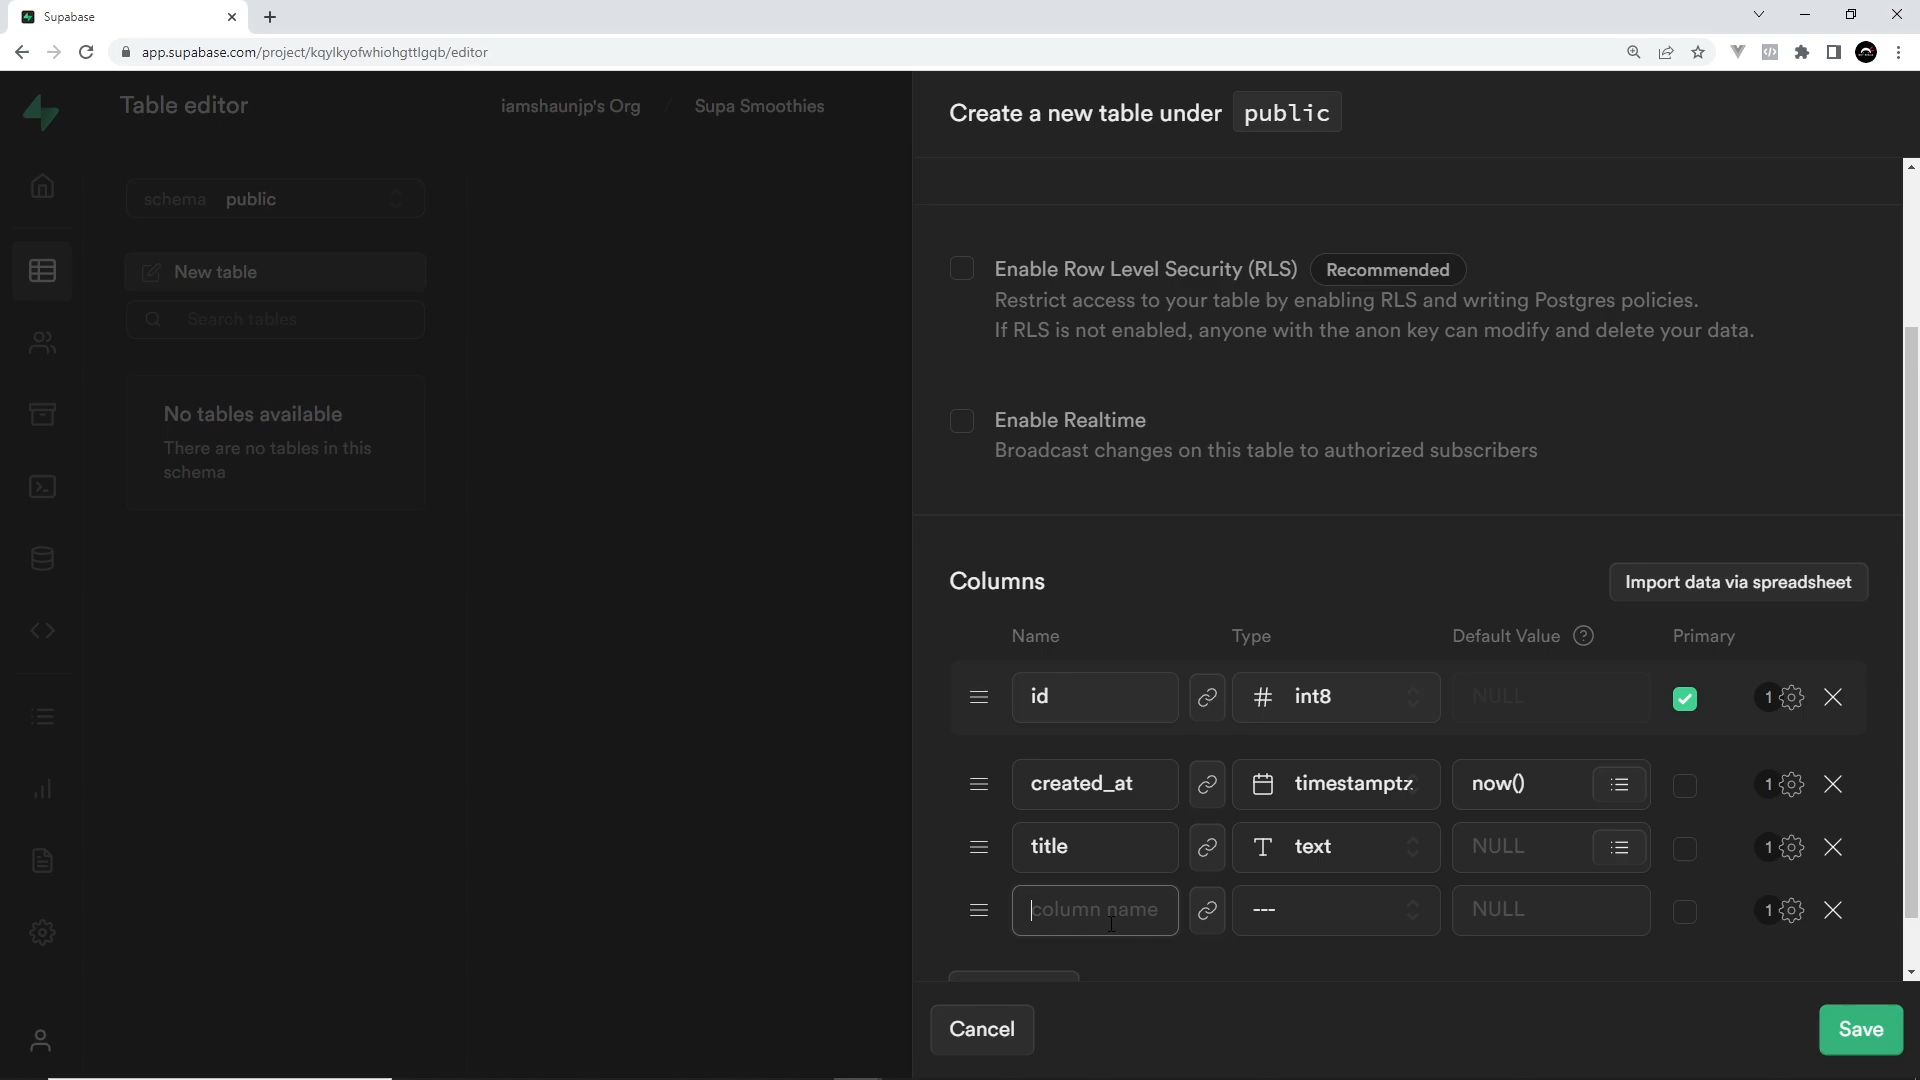 Supabase
app.supabase.com/project/kqylkyofwhiohgttlgqb/editor
Table editor
iamshaunjp's Org / Supa Smoothies
schema public
New table
Search tables
No tables available
There are no tables in this
schema
Create a new table under public
Enable Row Level Security (RLS) Recommended
Restrict access to your table by enabling RLS and writing Postgres policies.
If RLS is not enabled, anyone with the anon key can modify and delete your data.
Enable Realtime
Broadcast changes on this table to authorized subscribers
Columns Import data via spreadsheet
Name Type Default Value ? Primary
id # int8 NULL 1
created_at timestamptz now() 1
title T text NULL 1
column name --- NULL 1
Cancel Save